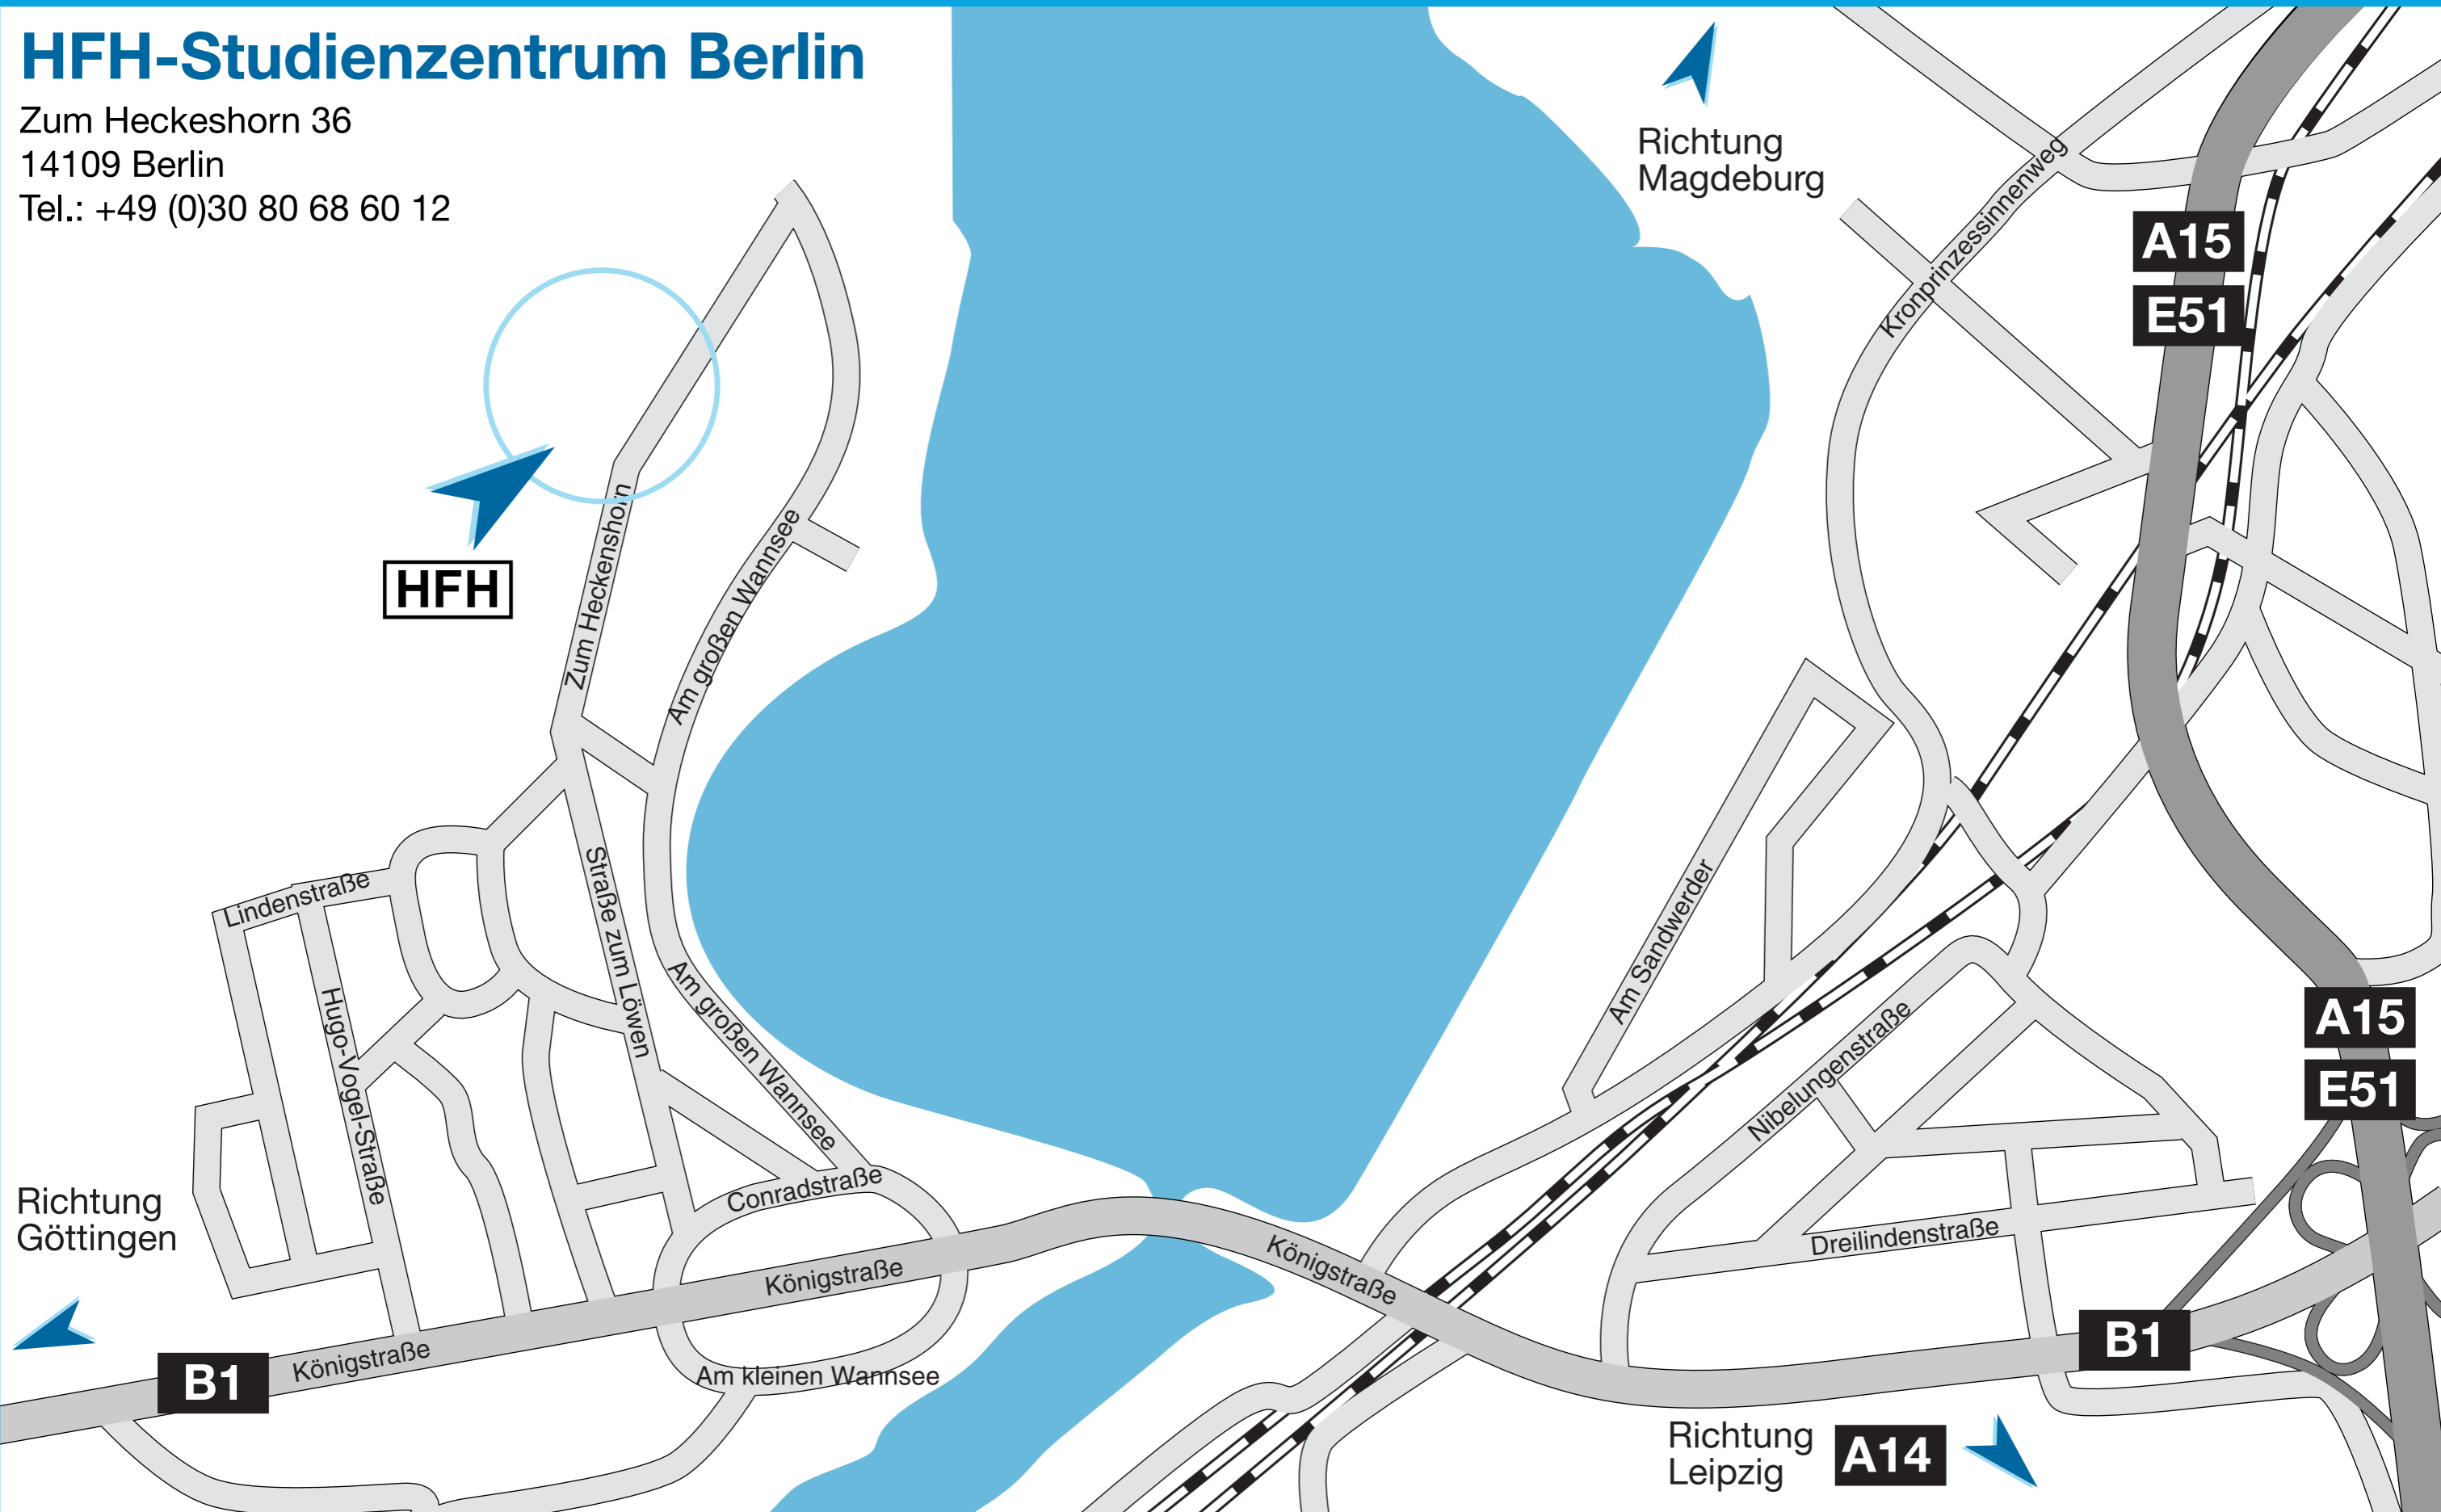 HFH-Studienzentrum Berlin
Zum Heckeshorn 36
14109 Berlin
Tel.: +49 (0)30 80 68 60 12
Richtung
Magdeburg
Kronprinzessinnenweg
A15
E51
HFH
Zum Heckenshorn
Am großen Wannsee
Lindenstraße
Straße zum Löwen
Hugo-Vogel-Straße
Am großen Wannsee
Am Sandwerder
Nibelungenstraße
A15
E51
Richtung
Göttingen
Conradstraße
Dreilindenstraße
Königstraße
Königstraße
Königstraße
B1
B1
Am kleinen Wannsee
Richtung
Leipzig
A14